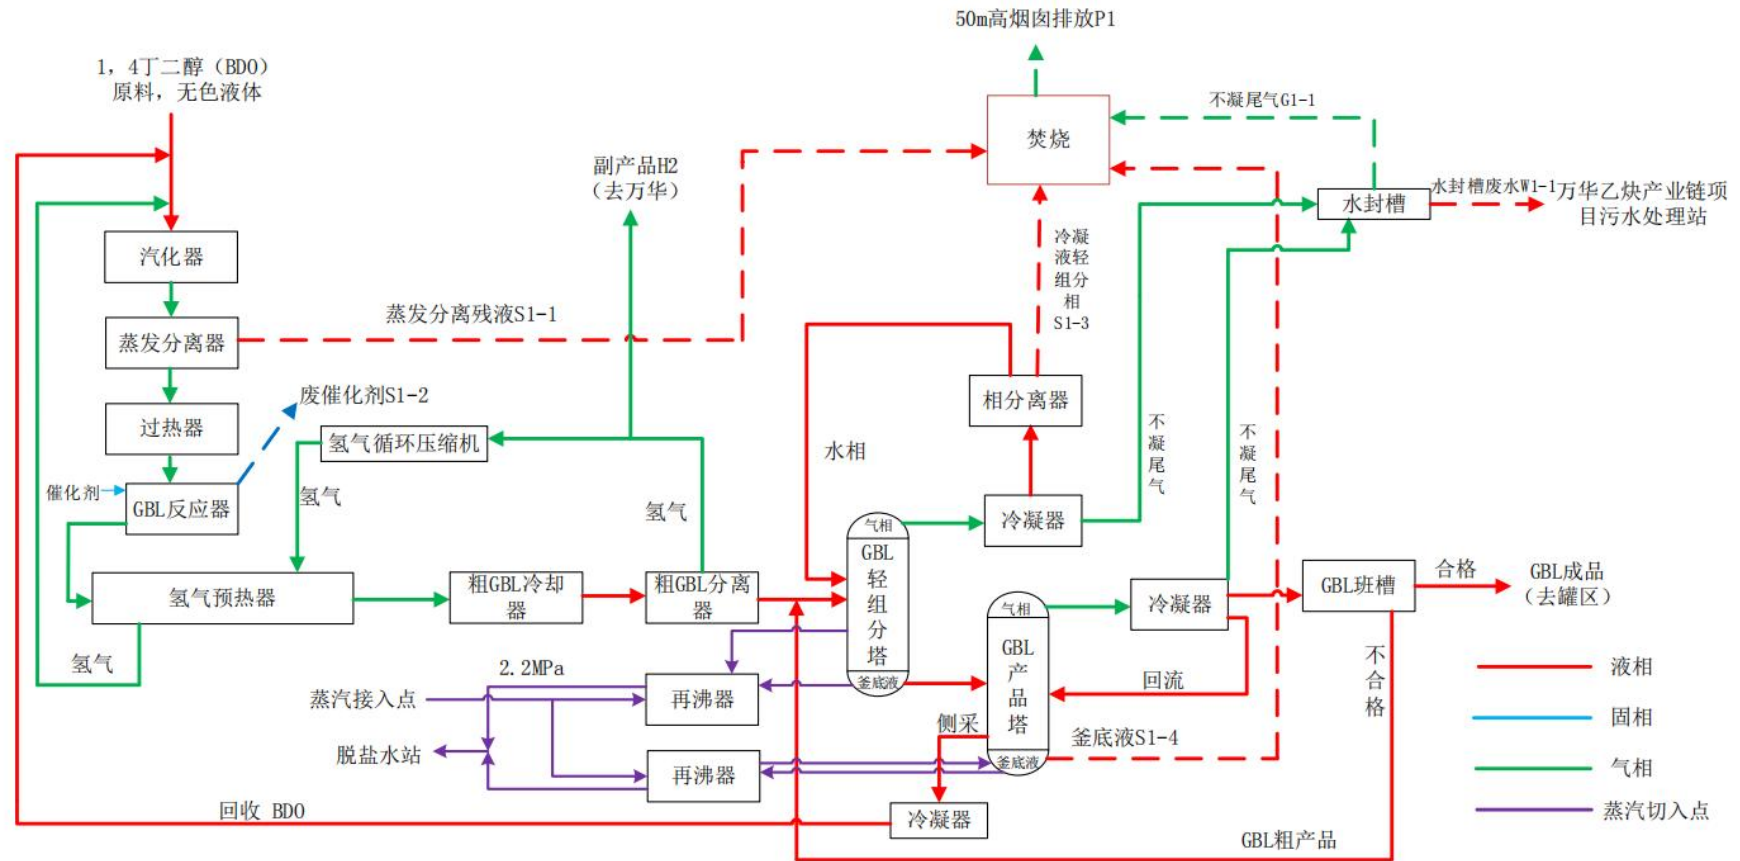 50m高烟囱排放P1
1，4丁二醇（BDO）
原料，无色液体
不凝尾气G1-1
焚烧
副产品H2
（去万华）
水封槽废水W1-1
万华乙炔产业链项
目污水处理站
水封槽
汽化器
冷凝
液轻
组分
相
S1-3
蒸发分离残液S1-1
蒸发分离器
废催化剂S1-2
相分离器
过热器
氢气循环压缩机
水相
不
凝
尾
气
不
凝
尾
气
催化剂
GBL反应器
氢气
氢气
冷凝器
气相
GBL
轻
组
分
塔
釜底液
氢气预热器
粗GBL冷却
器
粗GBL分离
器
气相
GBL
产
品
塔
釜底液
冷凝器
GBL班槽
合格
GBL成品
（去罐区）
氢气
2.2MPa
蒸汽接入点
再沸器
回流
不
合
格
液相
侧采
固相
脱盐水站
再沸器
釜底液S1-4
气相
回收 BDO
冷凝器
蒸汽切入点
GBL粗产品